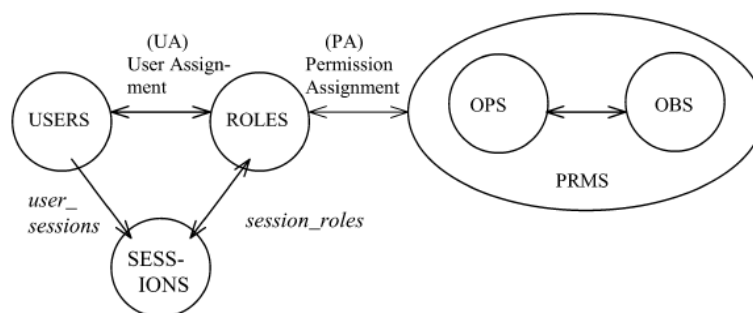 (UA)
User Assign-
ment
(PA)
Permission
Assignment
USERS
ROLES
OPS
OBS
PRMS
user_
sessions
session_roles
SESS-
IONS